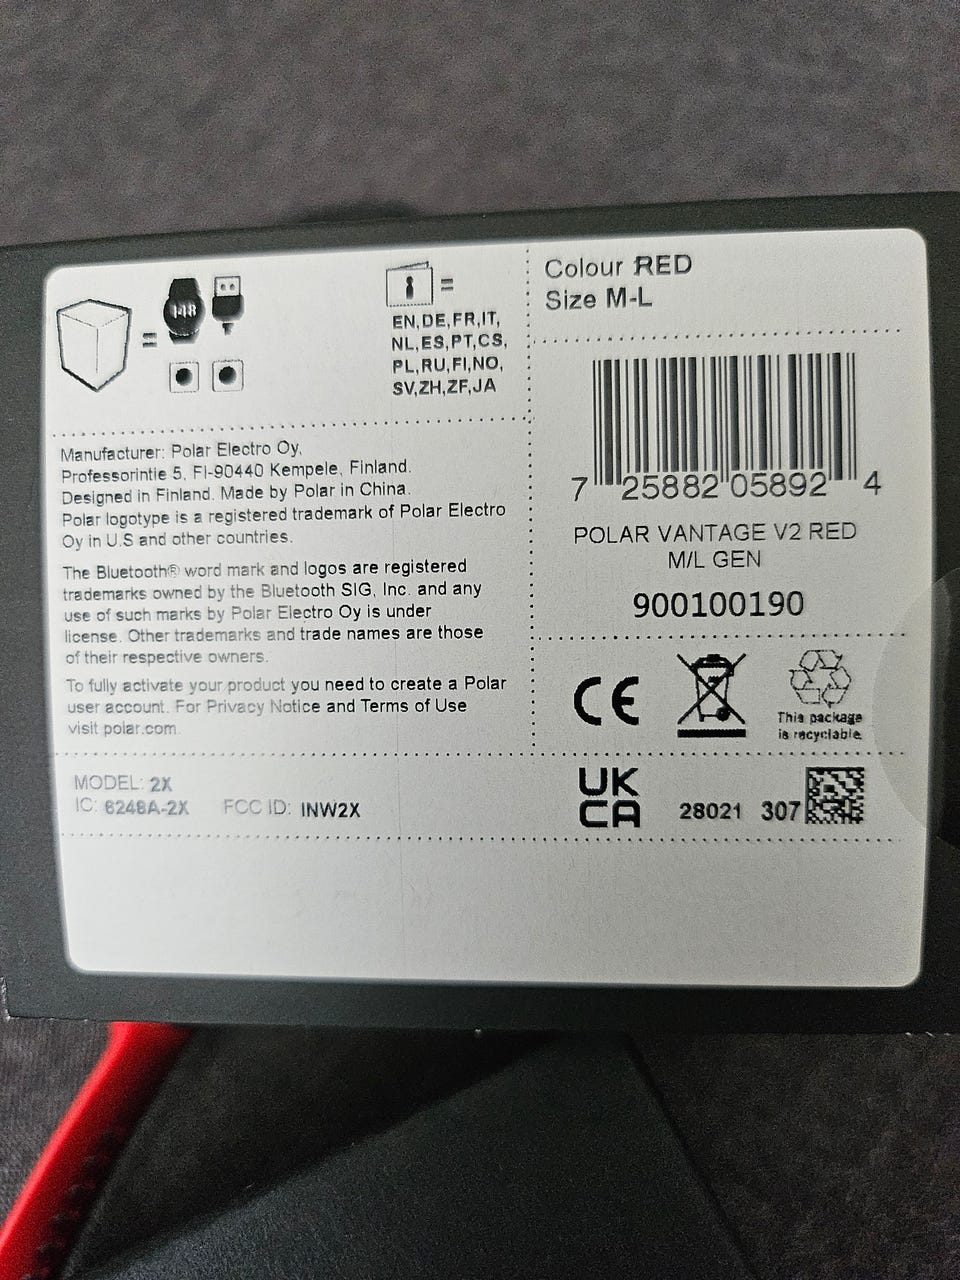 148
=
=
EN,DE,FR,IT,
NL,ES,PT,CS,
PL,RU,FI,NO,
SV,ZH,ZF,JA
Colour RED
Size M-L
7 25882 05892 4
POLAR VANTAGE V2 RED
M/L GEN
900100190
Manufacturer: Polar Electro Oy,
Professorintie 5, FI-90440 Kempele, Finland.
Designed in Finland. Made by Polar in China.
Polar logotype is a registered trademark of Polar Electro
Oy in U.S and other countries.
The Bluetooth® word mark and logos are registered
trademarks owned by the Bluetooth SIG, Inc. and any
use of such marks by Polar Electro Oy is under
license. Other trademarks and trade names are those
of their respective owners.
To fully activate your product you need to create a Polar
user account. For Privacy Notice and Terms of Use
visit polar.com.
CE
This package
is recyclable
MODEL: 2X
IC: 6248A-2X FCC ID: INW2X
UK
CA
28021 307